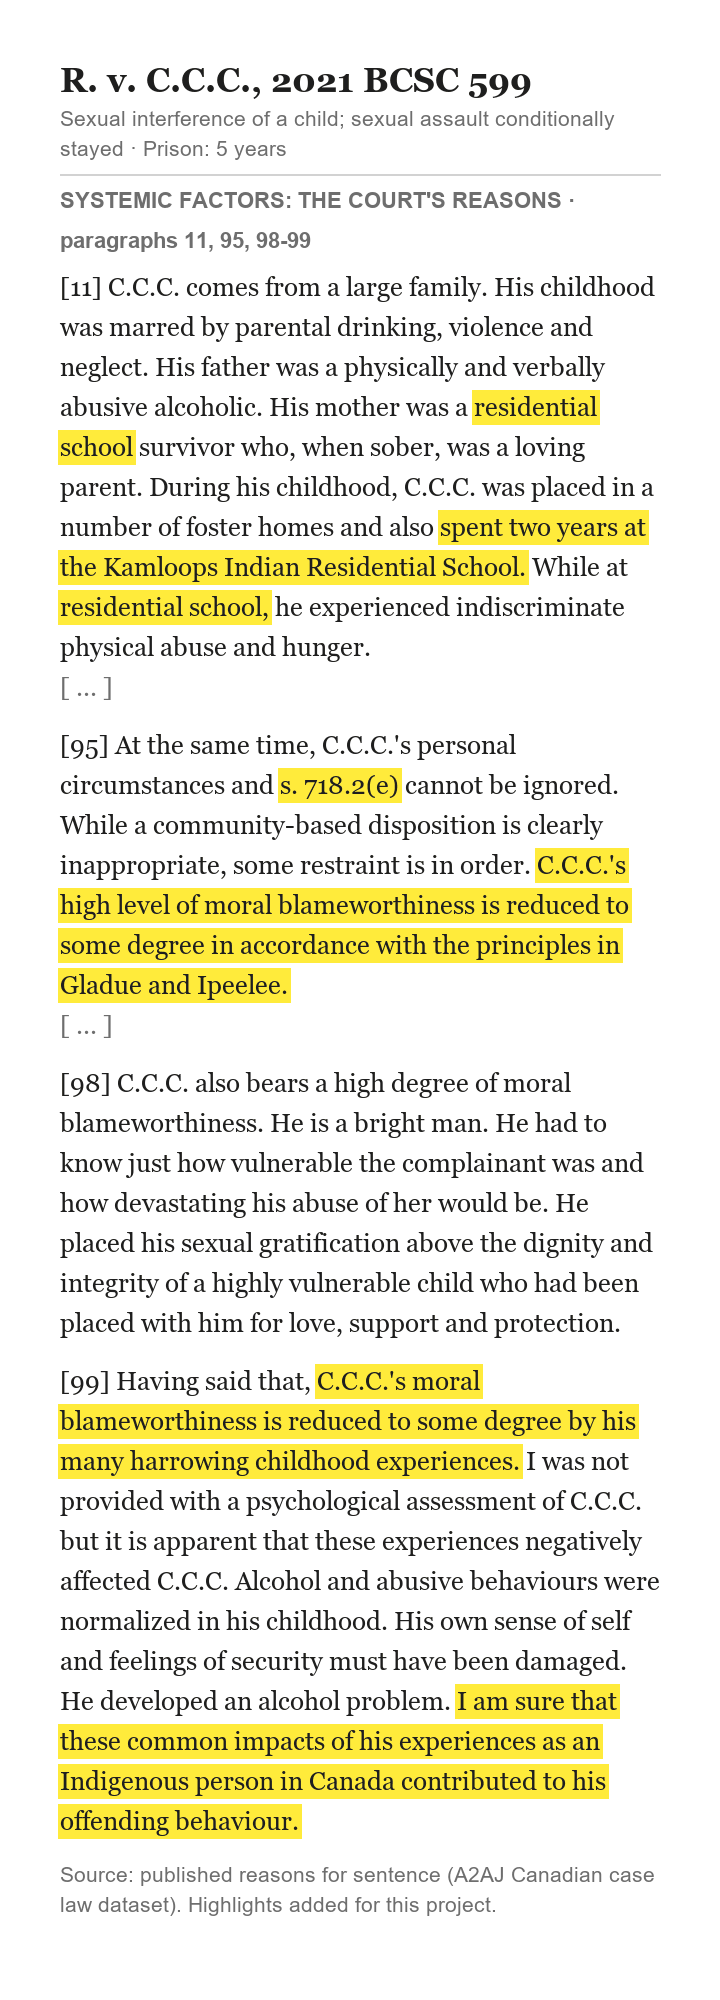 R. v. C.C.C., 2021 BCSC 599
Sexual interference of a child; sexual assault conditionally
stayed · Prison: 5 years
SYSTEMIC FACTORS: THE COURT'S REASONS ·
paragraphs 11, 95, 98-99
[11] C.C.C. comes from a large family. His childhood
was marred by parental drinking, violence and
neglect. His father was a physically and verbally
abusive alcoholic. His mother was a residential
school survivor who, when sober, was a loving
parent. During his childhood, C.C.C. was placed in a
number of foster homes and also spent two years at
the Kamloops Indian Residential School. While at
residential school, he experienced indiscriminate
physical abuse and hunger.
[ ... ]
[95] At the same time, C.C.C.'s personal
circumstances and s. 718.2(e) cannot be ignored.
While a community-based disposition is clearly
inappropriate, some restraint is in order. C.C.C.'s
high level of moral blameworthiness is reduced to
some degree in accordance with the principles in
Gladue and Ipeelee.
[ ... ]
[98] C.C.C. also bears a high degree of moral
blameworthiness. He is a bright man. He had to
know just how vulnerable the complainant was and
how devastating his abuse of her would be. He
placed his sexual gratification above the dignity and
integrity of a highly vulnerable child who had been
placed with him for love, support and protection.
[99] Having said that, C.C.C.'s moral
blameworthiness is reduced to some degree by his
many harrowing childhood experiences. I was not
provided with a psychological assessment of C.C.C.
but it is apparent that these experiences negatively
affected C.C.C. Alcohol and abusive behaviours were
normalized in his childhood. His own sense of self
and feelings of security must have been damaged.
He developed an alcohol problem. I am sure that
these common impacts of his experiences as an
Indigenous person in Canada contributed to his
offending behaviour.
Source: published reasons for sentence (A2AJ Canadian case
law dataset). Highlights added for this project.